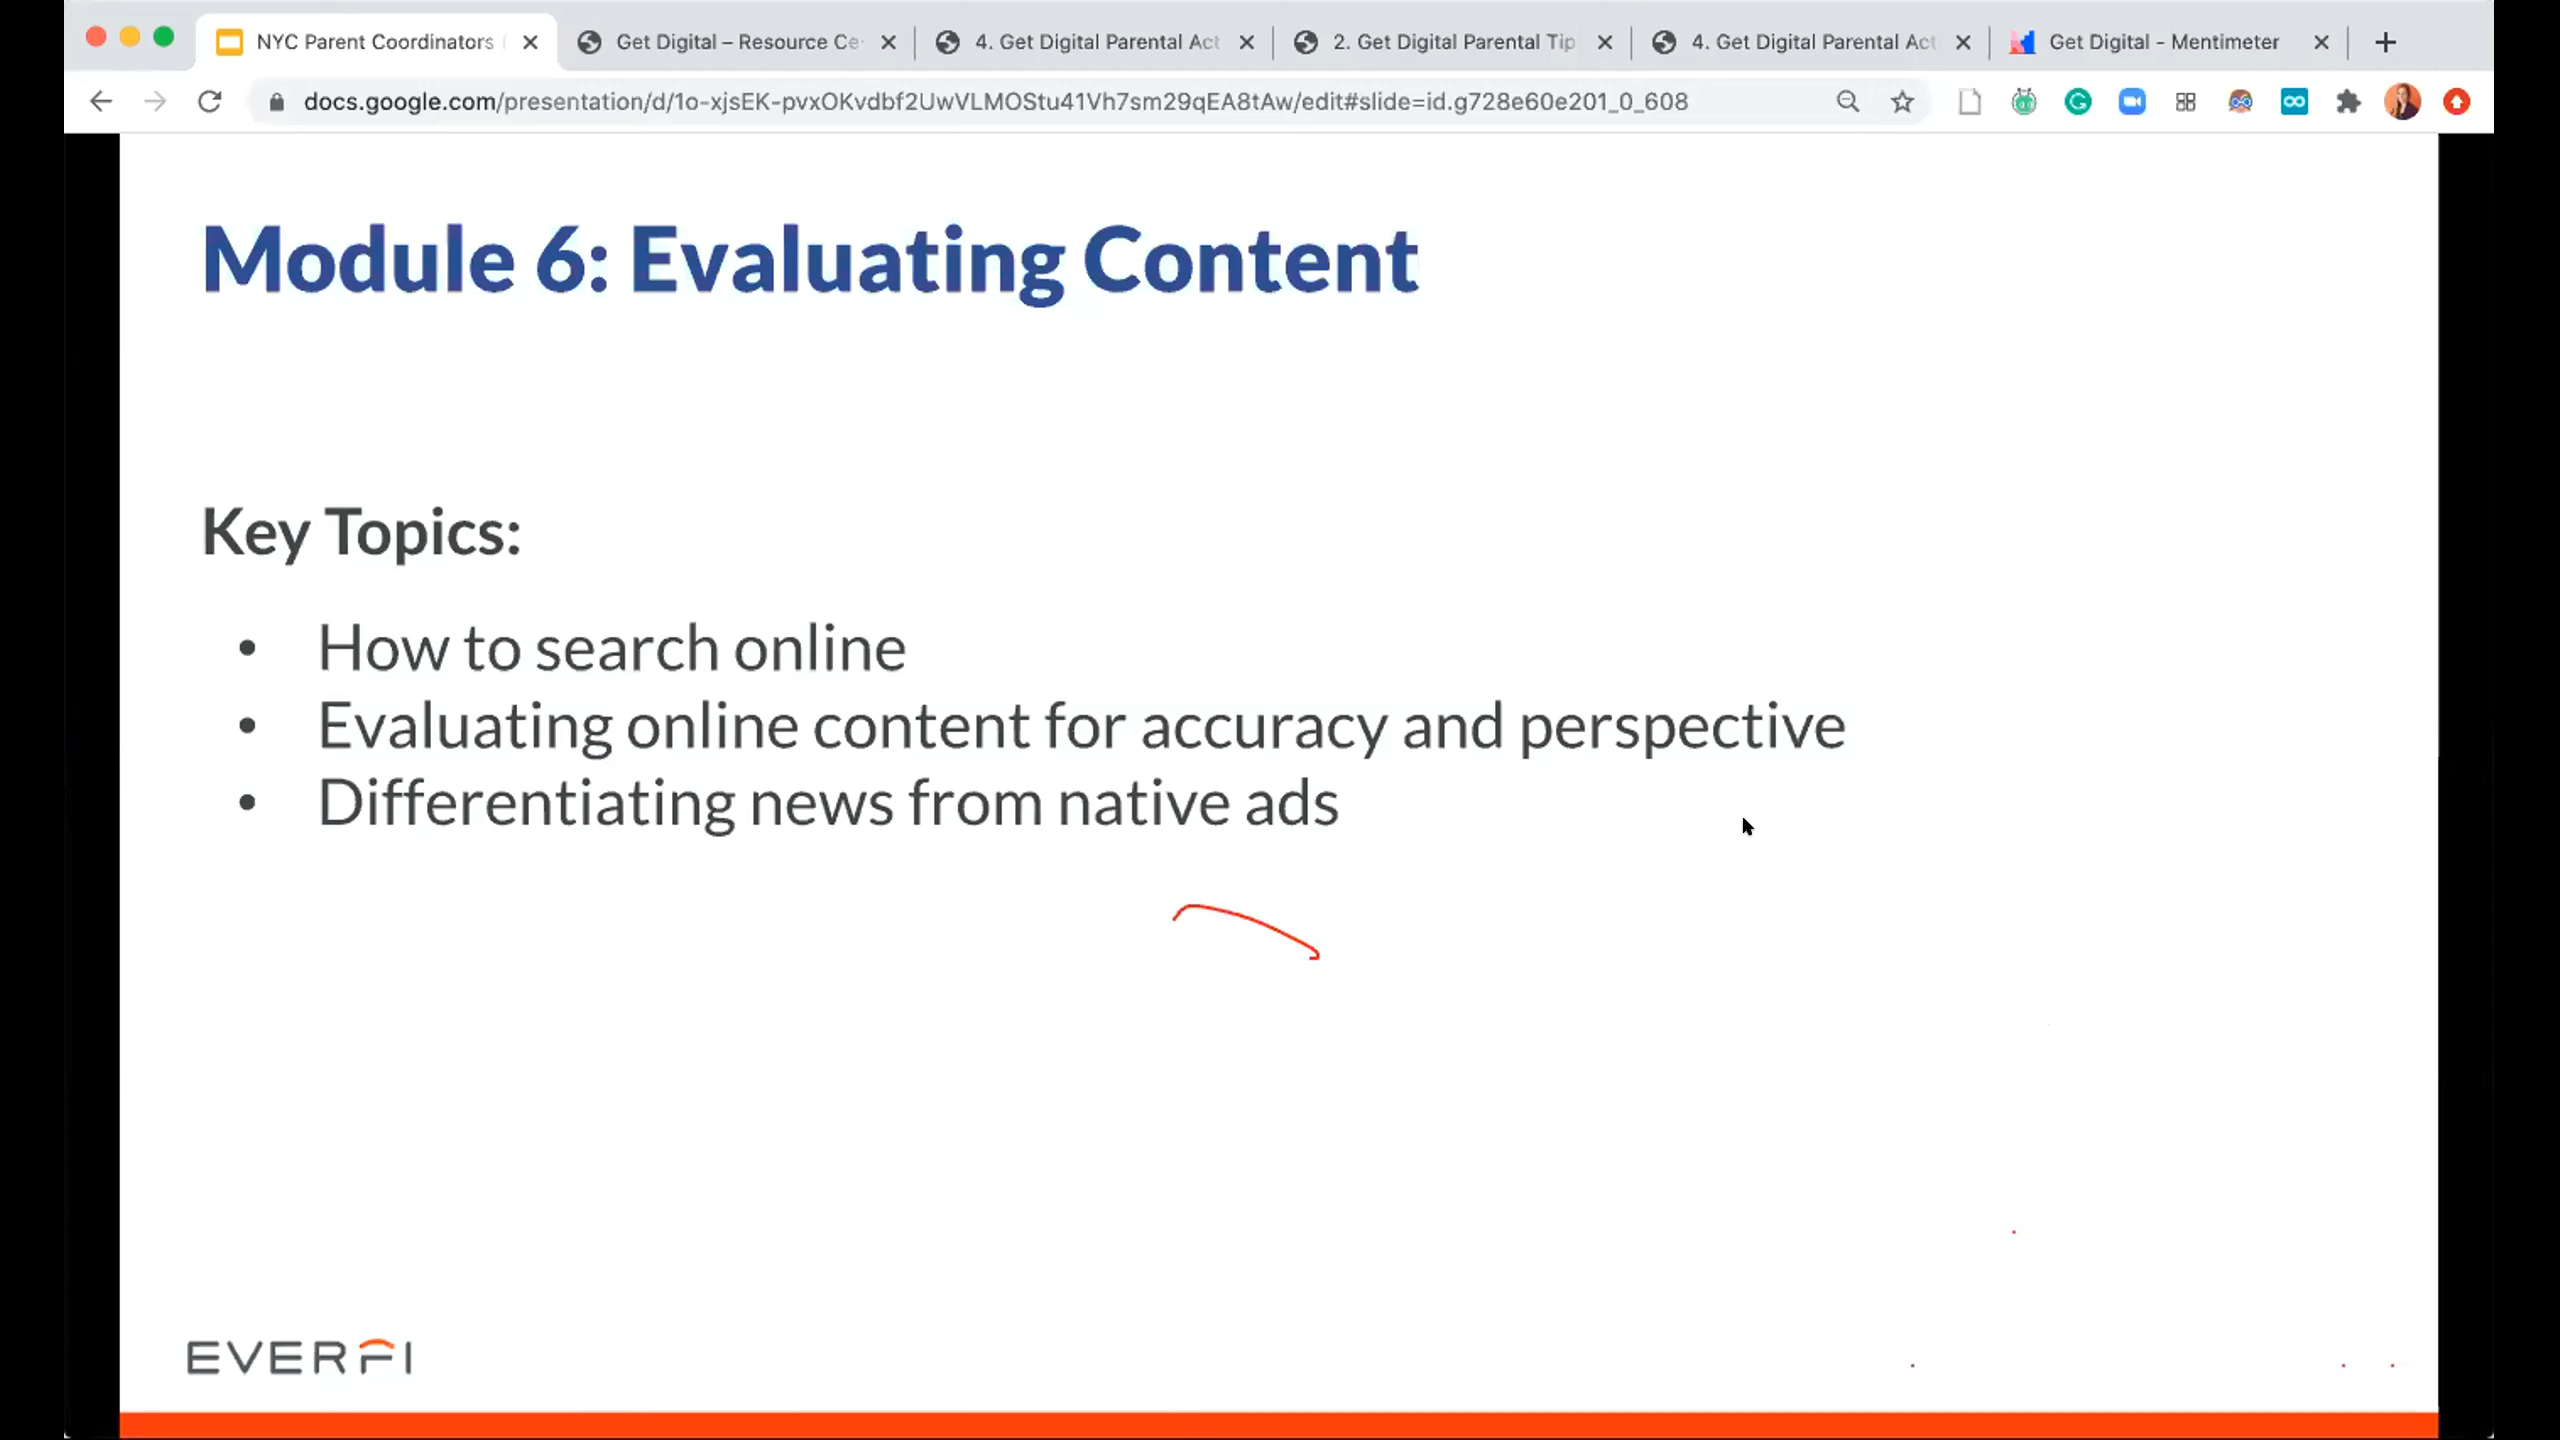 NYC Parent Coordinators
Get Digital – Resource Ce
4. Get Digital Parental Act
2. Get Digital Parental Tip
4. Get Digital Parental Act
Get Digital - Mentimeter
docs.google.com/presentation/d/1o-xjsEK-pvxOKvdbf2UwVLMOStu41Vh7sm29qEA8tAw/edit#slide=id.g728e60e201_0_608
Module 6: Evaluating Content
Key Topics:
• How to search online
• Evaluating online content for accuracy and perspective
• Differentiating news from native ads
EVERFI